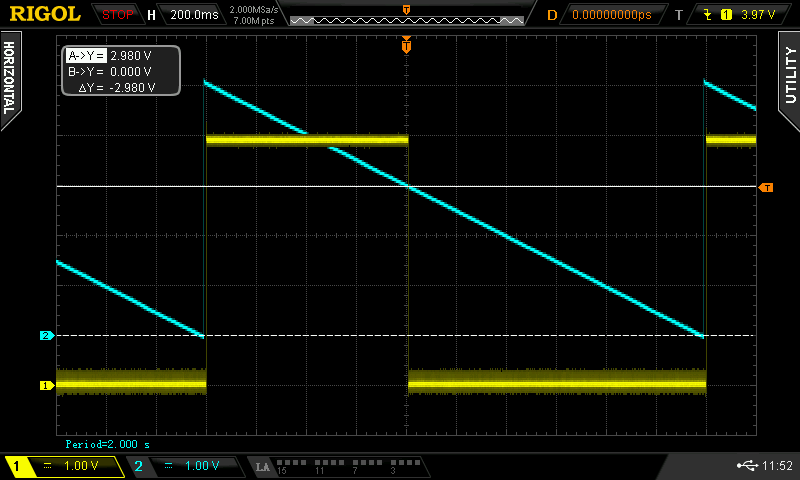 RIGOL STOP H 200.0ms 2.000MSa/s 7.00M pts T D 0.00000000ps T 1 3.97 V
HORIZONTAL
UTILITY
T
A->Y= 2.980 V
B->Y= 0.000 V
ΔY= -2.980 V
T
2
1
Period=2.000 s
1 1.00 V 2 1.00 V LA 15 11 7 3 11:52